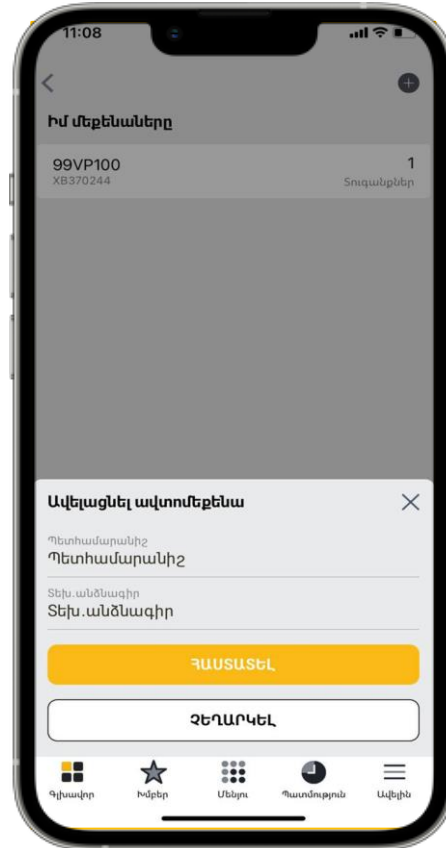 11:08
Իմ մեքենաները
99VP100
1
XB370244
Տուգանքներ
Ավելացնել ավտոմեքենա
Պետհամարանիշ
Պետհամարանիշ
Տեխ.անձնագիր
Տեխ.անձնագիր
ՀԱՍՏԱՏԵԼ
ՉԵՂԱՐԿԵԼ
Գլխավոր
Խմբեր
Մենյու
Պատմություն
Ավելին